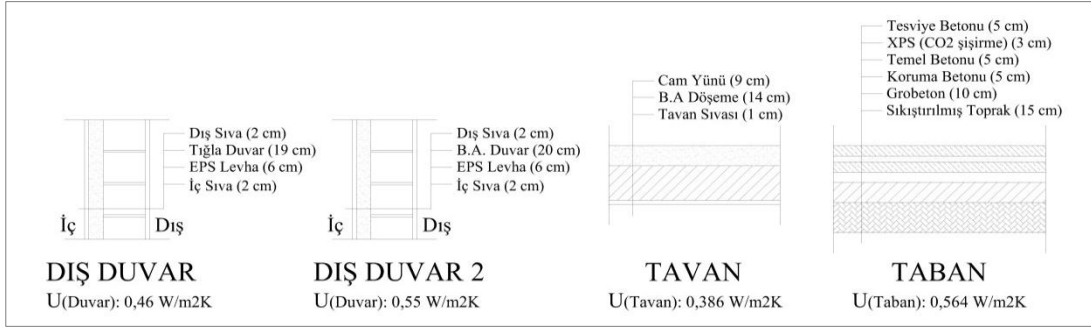 Dış Sıva (2 cm)
Tığla Duvar (19 cm)
EPS Levha (6 cm)
İç Sıva (2 cm)
İç
Dış
DIŞ DUVAR
U(Duvar): 0,46 W/m2K
Dış Sıva (2 cm)
B.A. Duvar (20 cm)
EPS Levha (6 cm)
İç Sıva (2 cm)
İç
Dış
DIŞ DUVAR 2
U(Duvar): 0,55 W/m2K
Cam Yünü (9 cm)
B.A Döşeme (14 cm)
Tavan Sıvası (1 cm)
TAVAN
U(Tavan): 0,386 W/m2K
Tesviye Betonu (5 cm)
XPS (CO2 şişirme) (3 cm)
Temel Betonu (5 cm)
Koruma Betonu (5 cm)
Grobeton (10 cm)
Sıkıştırılmış Toprak (15 cm)
TABAN
U(Taban): 0,564 W/m2K